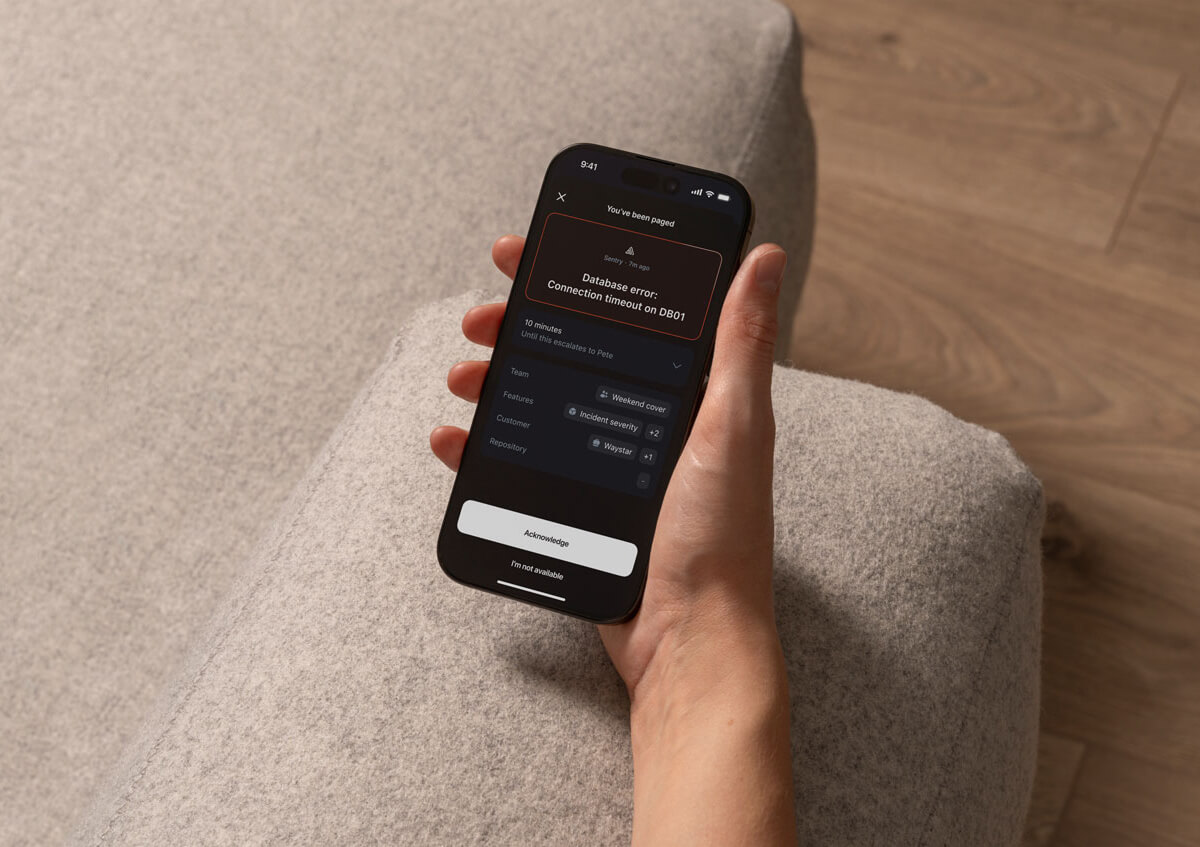 9:41
You've been paged
Sentry · 7m ago
Database error:
Connection timeout on DB01
10 minutes
Until this escalates to Pete
Team
Weekend cover
Features
Incident severity +2
Customer
Waystar +1
Repository
-
Acknowledge
I'm not available